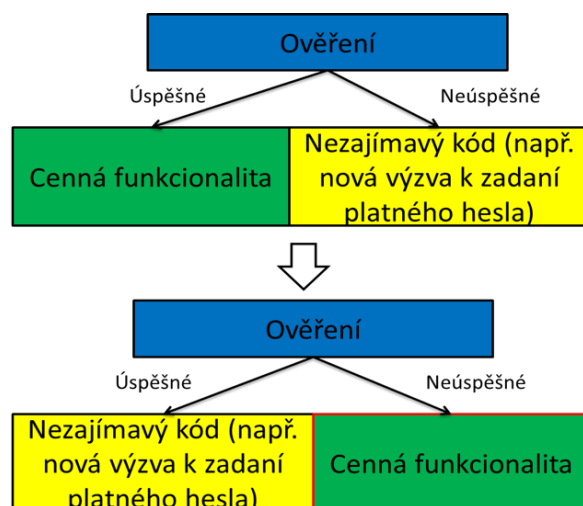 Ověření
Úspěšné
Neúspěšné
Cenná funkcionalita
Nezajímavý kód (např.
nová výzva k zadaní
platného hesla)
Ověření
Úspěšné
Neúspěšné
Nezajímavý kód (např.
nová výzva k zadaní
platného hesla)
Cenná funkcionalita